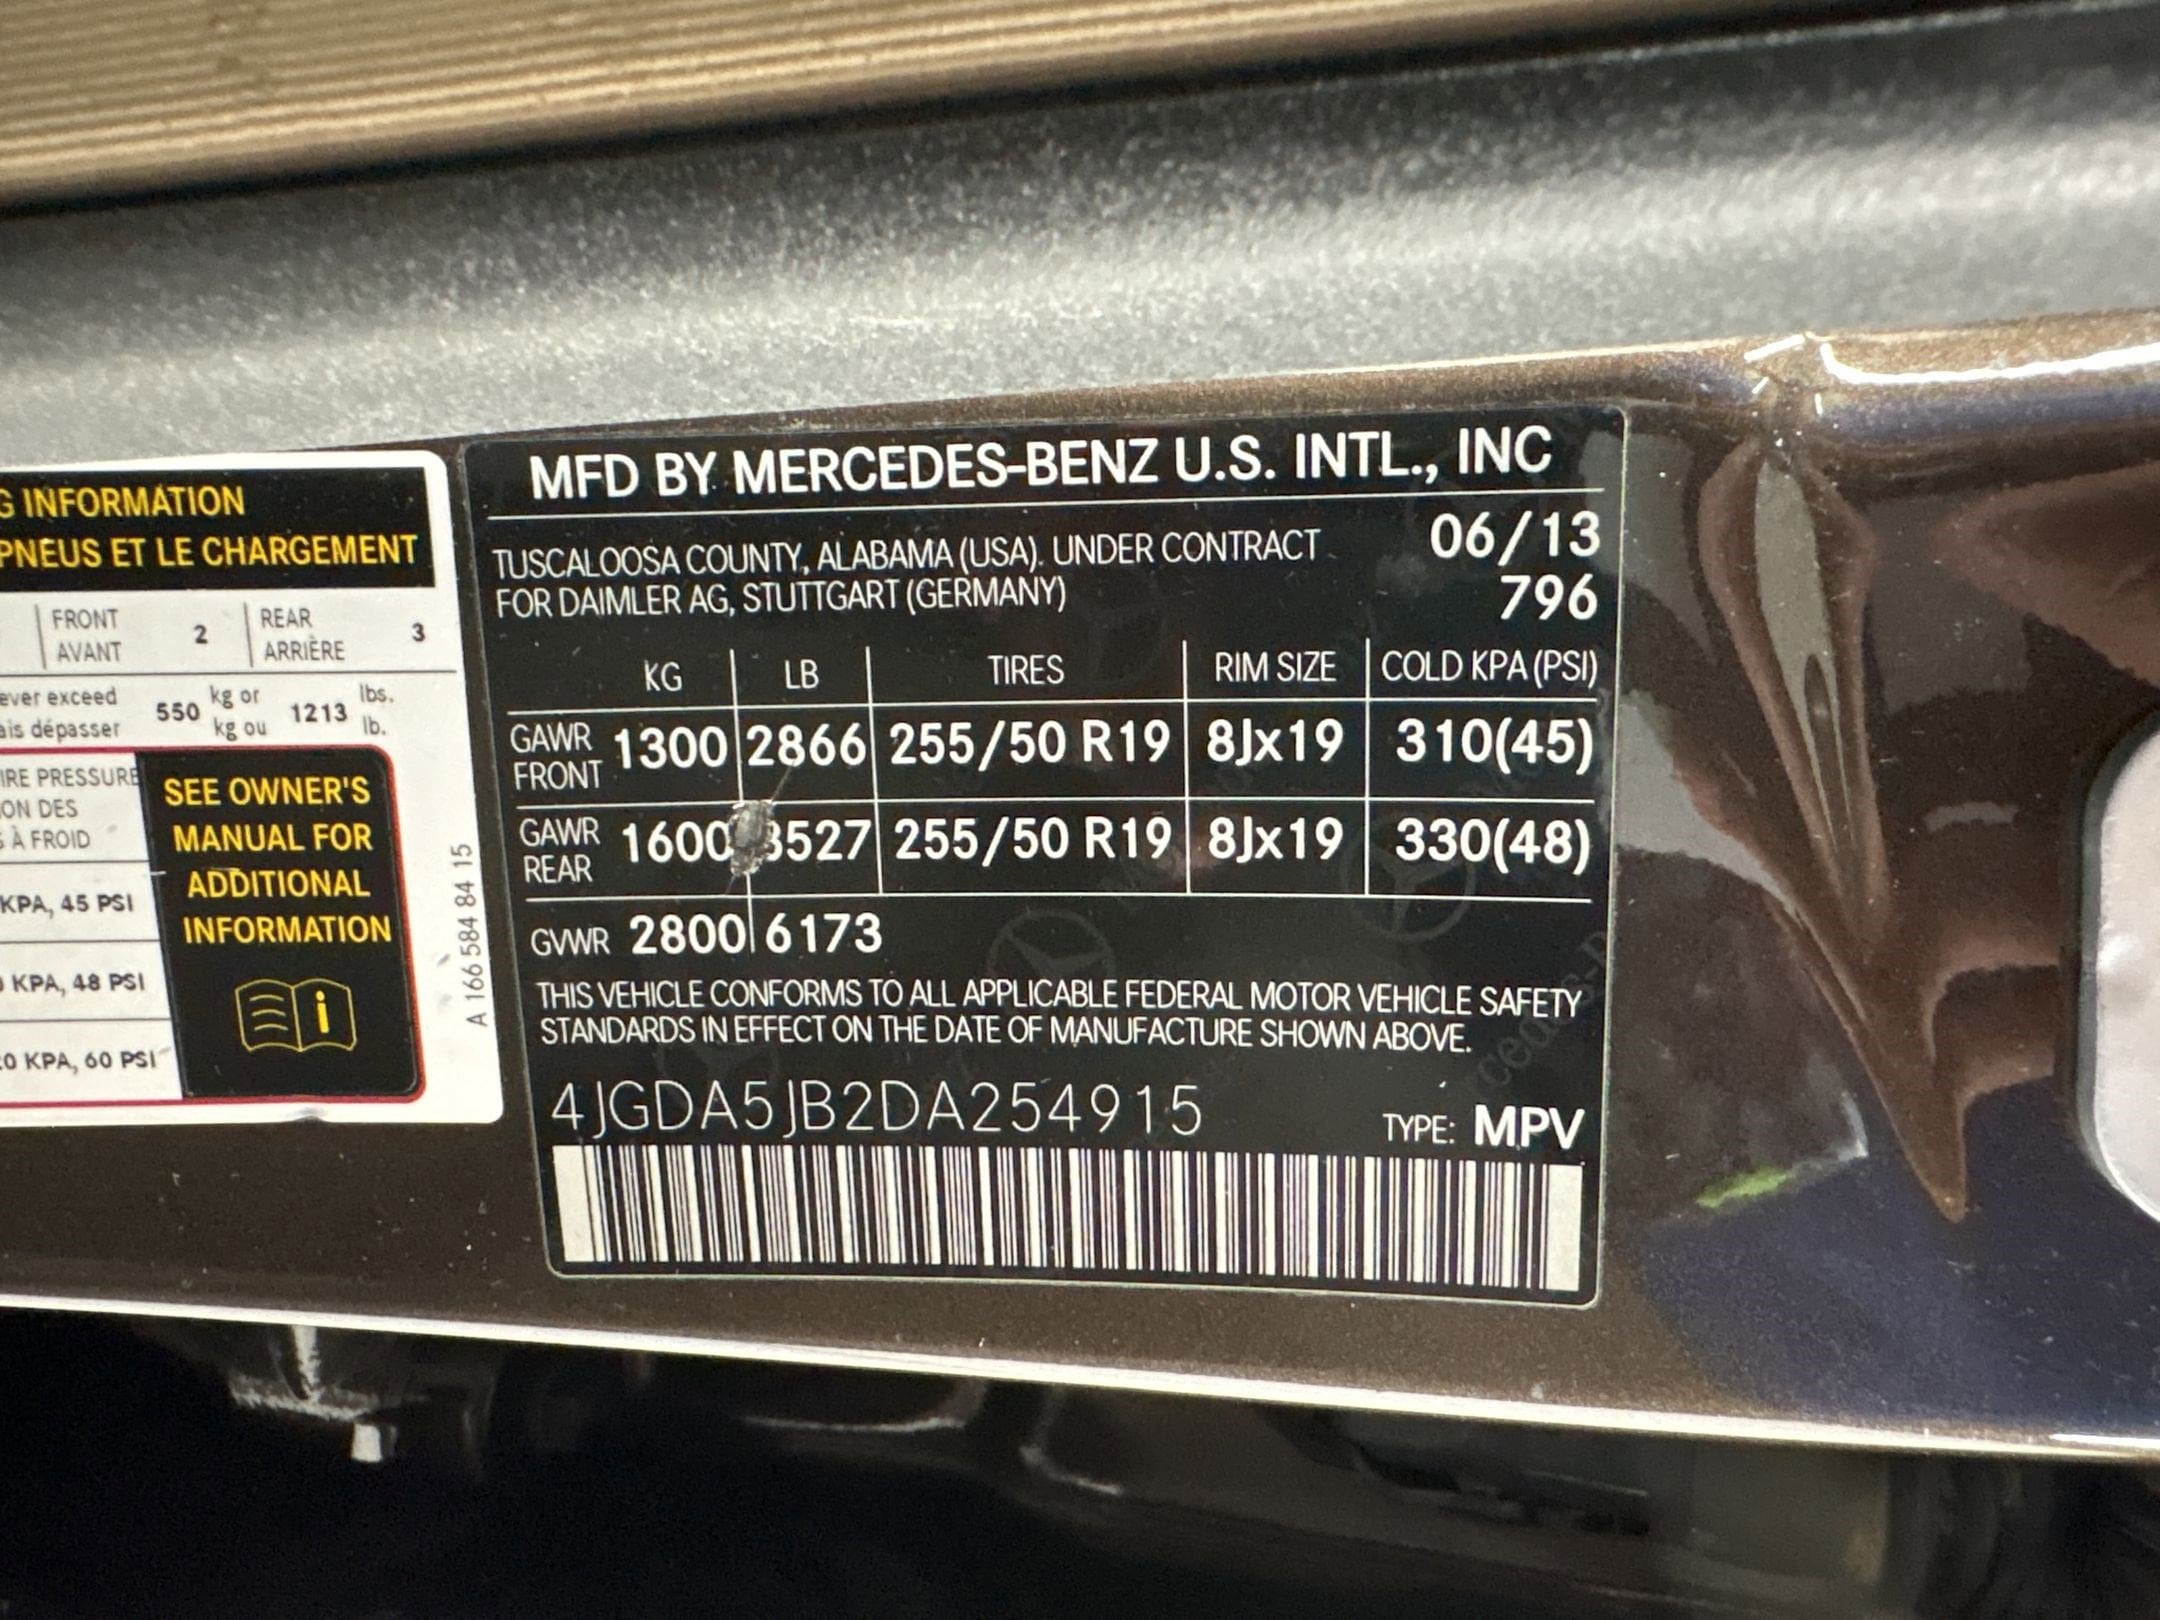 G INFORMATION
PNEUS ET LE CHARGEMENT
FRONT
AVANT
2
REAR
ARRIÈRE
3
ever exceed
ais dépasser
550
kg or
kg ou
1213
lbs.
lb.
IRE PRESSURE
ON DES
S À FROID
KPA, 45 PSI
0 KPA, 48 PSI
20 KPA, 60 PSI
SEE OWNER'S
MANUAL FOR
ADDITIONAL
INFORMATION
A 166 584 84 15
MFD BY MERCEDES-BENZ U.S. INTL., INC
TUSCALOOSA COUNTY, ALABAMA (USA). UNDER CONTRACT
FOR DAIMLER AG, STUTTGART (GERMANY)
06/13
796
KG LB TIRES RIM SIZE COLD KPA (PSI)
GAWR
FRONT
1300 2866 255/50 R19 8Jx19 310(45)
GAWR
REAR
1600 3527 255/50 R19 8Jx19 330(48)
GVWR 2800 6173
THIS VEHICLE CONFORMS TO ALL APPLICABLE FEDERAL MOTOR VEHICLE SAFETY
STANDARDS IN EFFECT ON THE DATE OF MANUFACTURE SHOWN ABOVE.
4JGDA5JB2DA254915
TYPE: MPV